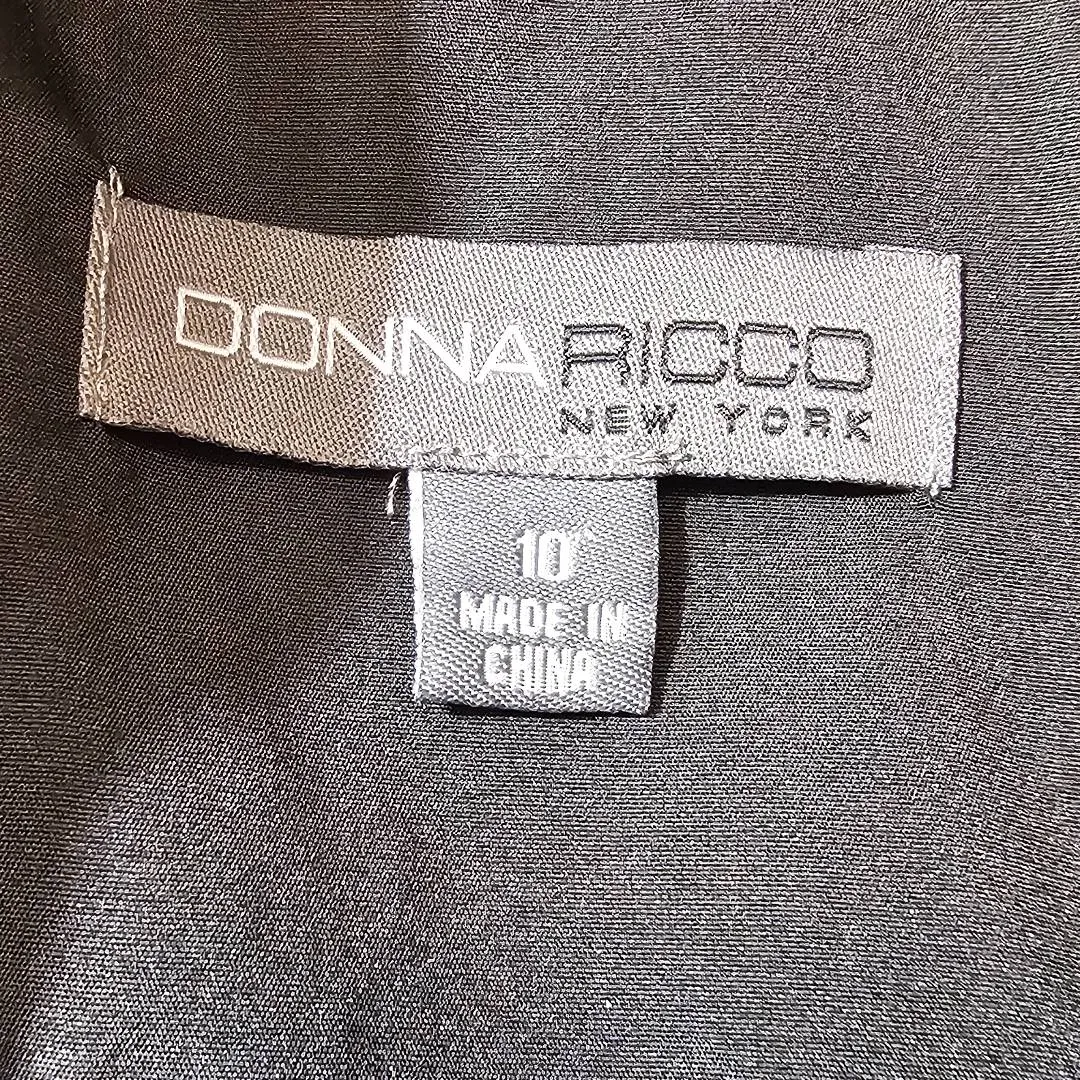 DONNA RICCO
NEW YORK
10
MADE IN
CHINA